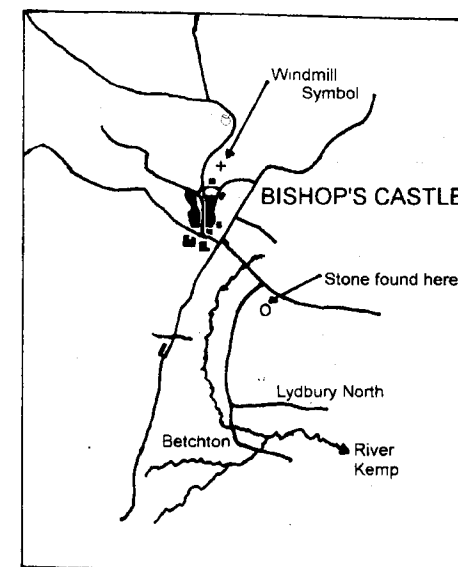 Windmill
Symbol
BISHOP'S CASTLE
Stone found here
Lydbury North
Betchton
River
Kemp